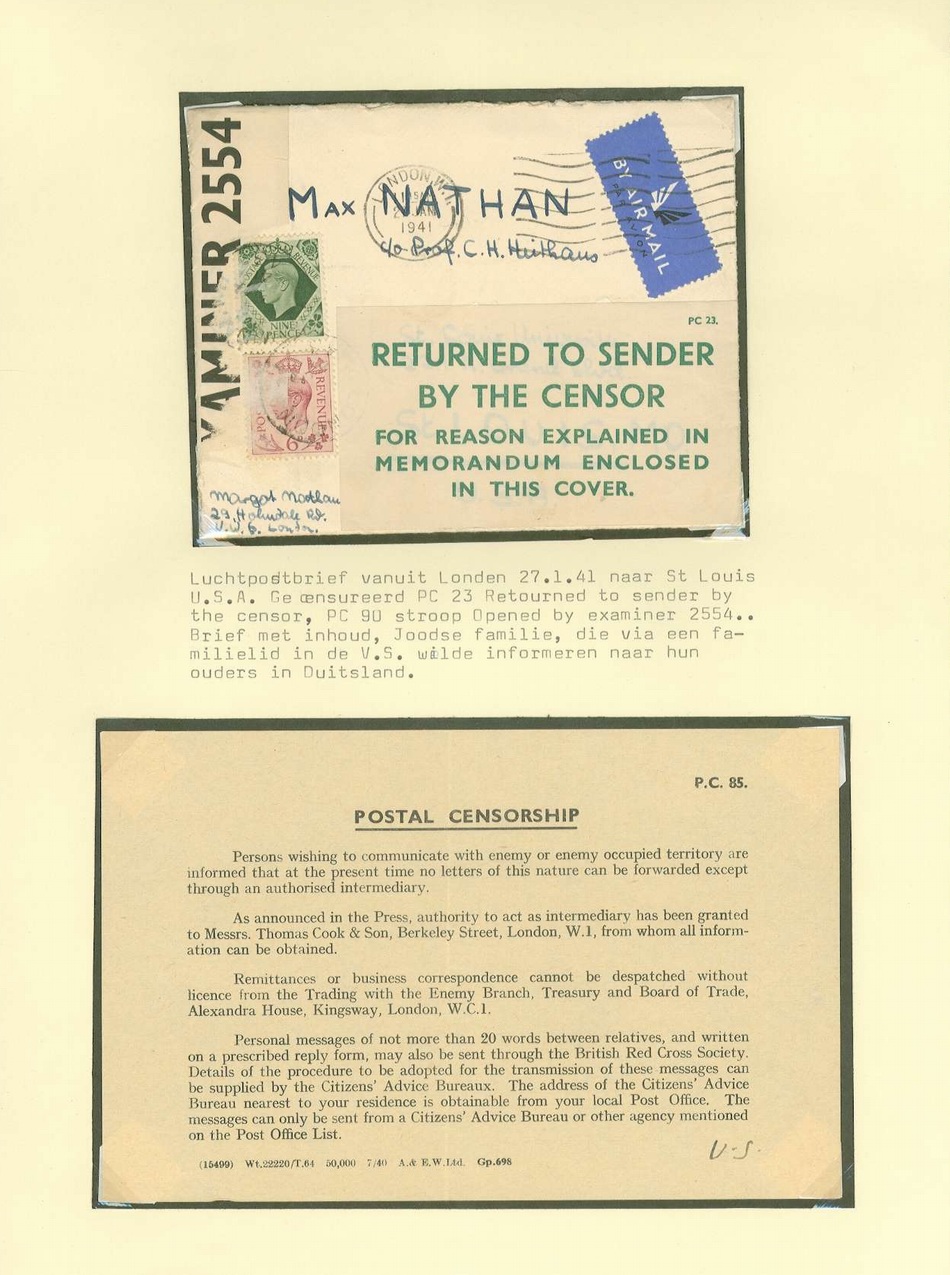 EXAMINER 2554
LONDON. W.1.
JAN
1941
BY AIR MAIL
PAR AVION
MAX NATHAN
c/o Prof. C. H. Heithaus
REVENUE
NINE
PENCE
REVENUE
6
PC 23.
RETURNED TO SENDER
BY THE CENSOR
FOR REASON EXPLAINED IN
MEMORANDUM ENCLOSED
IN THIS COVER.
Margot Nathan
29, Holmdale Rd.
N.W. 6. London.
Luchtpostbrief vanuit Londen 27.1.41 naar St Louis
U.S.A. Gecensureerd PC 23 Retourned to sender by
the censor, PC 90 stroop Opened by examiner 2554..
Brief met inhoud, Joodse familie, die via een fa-
milielid in de V.S. wilde informeren naar hun
ouders in Duitsland.
P.C. 85.
POSTAL CENSORSHIP
Persons wishing to communicate with enemy or enemy occupied territory are
informed that at the present time no letters of this nature can be forwarded except
through an authorised intermediary.
As announced in the Press, authority to act as intermediary has been granted
to Messrs. Thomas Cook & Son, Berkeley Street, London, W.1, from whom all inform-
ation can be obtained.
Remittances or business correspondence cannot be despatched without
licence from the Trading with the Enemy Branch, Treasury and Board of Trade,
Alexandra House, Kingsway, London, W.C.1.
Personal messages of not more than 20 words between relatives, and written
on a prescribed reply form, may also be sent through the British Red Cross Society.
Details of the procedure to be adopted for the transmission of these messages can
be supplied by the Citizens' Advice Bureaux. The address of the Citizens' Advice
Bureau nearest to your residence is obtainable from your local Post Office. The
messages can only be sent from a Citizens' Advice Bureau or other agency mentioned
on the Post Office List.
(15499) Wt.22220/T.64 50,000 7/40 A.& E.W.Ltd. Gp.698
U.S.